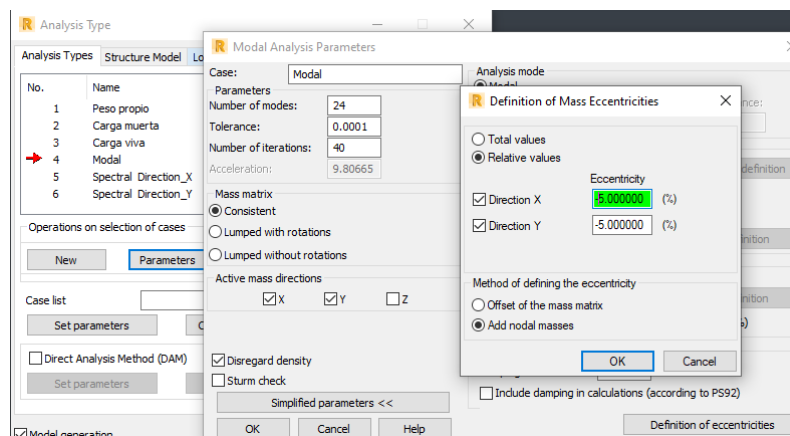 Analysis Type
Analysis Types Structure Model Lo
No. Name
1 Peso propio
2 Carga muerta
3 Carga viva
4 Modal
5 Spectral Direction_X
6 Spectral Direction_Y
Operations on selection of cases
New Parameters
Case list
Set parameters C
Direct Analysis Method (DAM)
Set parameters
Model generation
Modal Analysis Parameters
Case: Modal
Parameters
Number of modes: 24
Tolerance: 0.0001
Number of iterations: 40
Acceleration: 9.80665
Mass matrix
Consistent
Lumped with rotations
Lumped without rotations
Active mass directions
X Y Z
Disregard density
Sturm check
Simplified parameters <<
OK Cancel Help
Analysis mode
Modal
nce:
definition
inition
nition
%)
Include damping in calculations (according to PS92)
Definition of eccentricities
Definition of Mass Eccentricities
Total values
Relative values
Eccentricity
Direction X -5.000000 (%)
Direction Y -5.000000 (%)
Method of defining the eccentricity
Offset of the mass matrix
Add nodal masses
OK Cancel